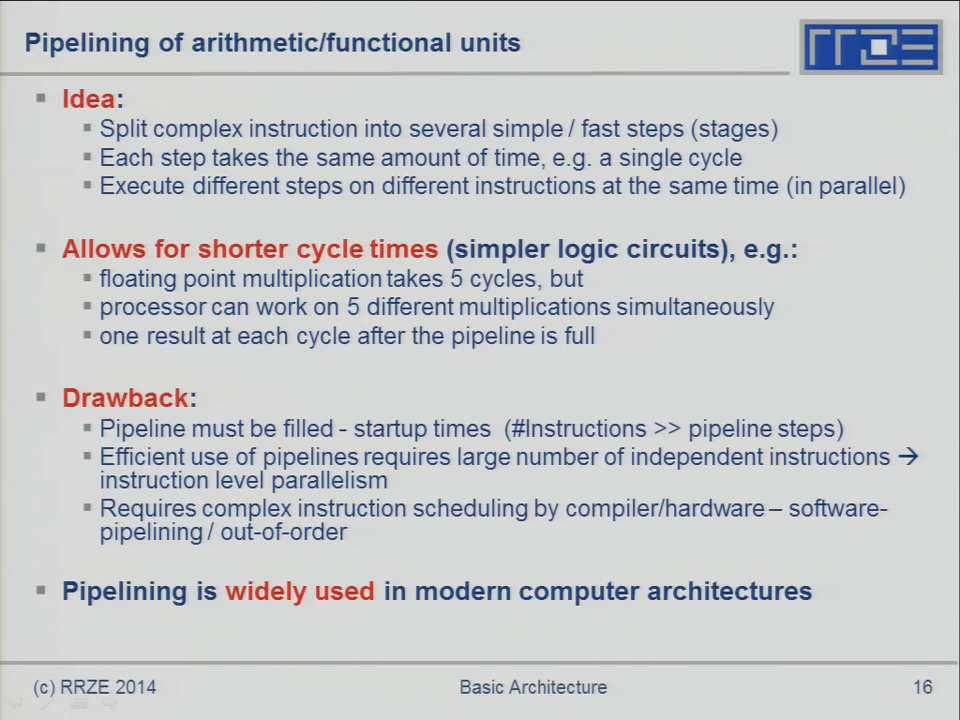 Pipelining of arithmetic/functional units
RRZE
Idea:
Split complex instruction into several simple / fast steps (stages)
Each step takes the same amount of time, e.g. a single cycle
Execute different steps on different instructions at the same time (in parallel)
Allows for shorter cycle times (simpler logic circuits), e.g.:
floating point multiplication takes 5 cycles, but
processor can work on 5 different multiplications simultaneously
one result at each cycle after the pipeline is full
Drawback:
Pipeline must be filled - startup times (#Instructions >> pipeline steps)
Efficient use of pipelines requires large number of independent instructions →
instruction level parallelism
Requires complex instruction scheduling by compiler/hardware – software-
pipelining / out-of-order
Pipelining is widely used in modern computer architectures
(c) RRZE 2014
Basic Architecture
16